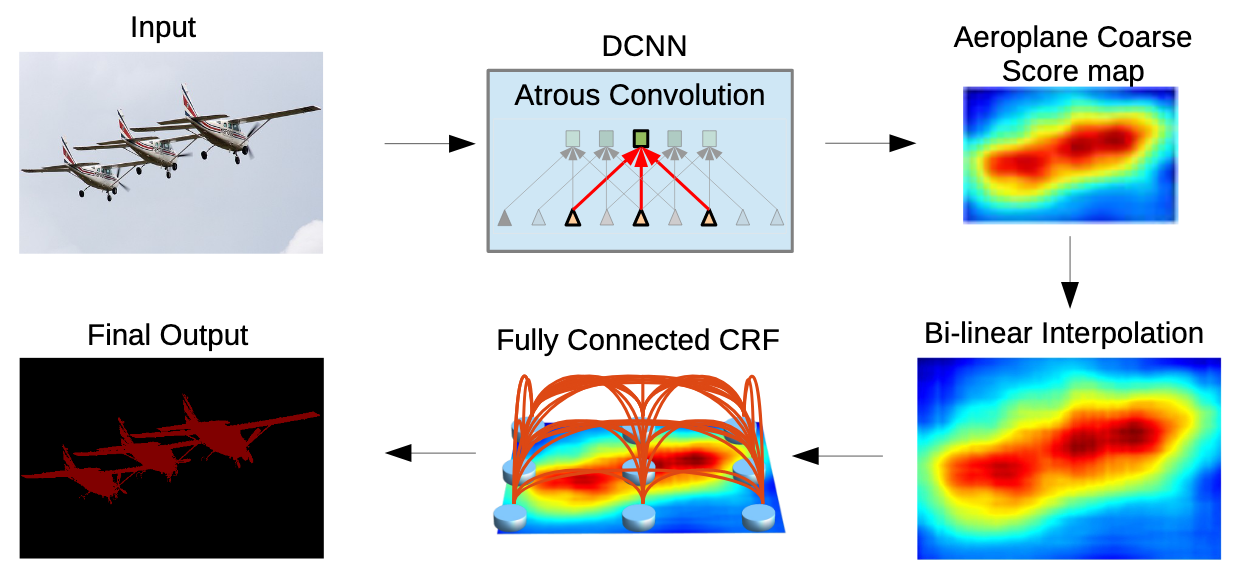 Input
DCNN
Atrous Convolution
Aeroplane Coarse
Score map
Bi-linear Interpolation
Fully Connected CRF
Final Output